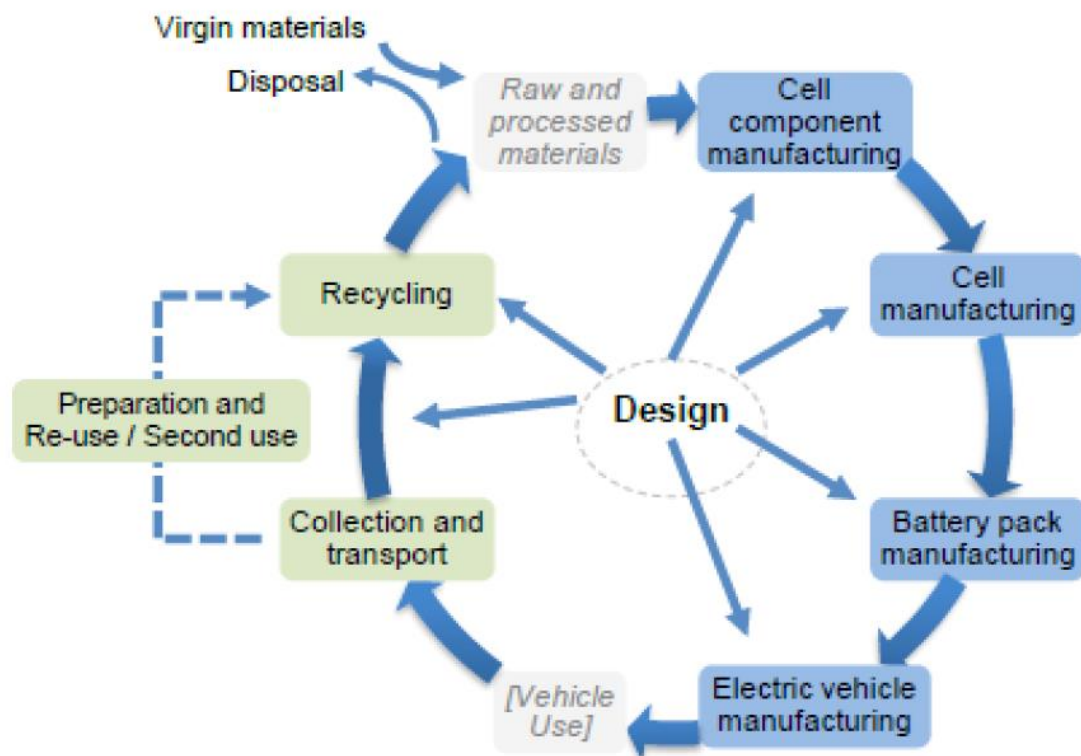 Virgin materials
Disposal
Raw and
processed
materials
Cell
component
manufacturing
Recycling
Cell
manufacturing
Preparation and
Re-use / Second use
Design
Collection and
transport
Battery pack
manufacturing
[Vehicle
Use]
Electric vehicle
manufacturing